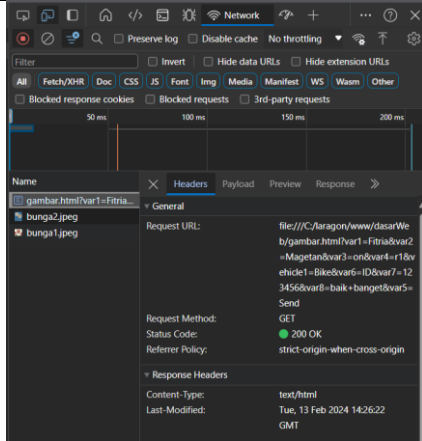 Network
Preserve log Disable cache No throttling
Filter Invert Hide data URLs Hide extension URLs
All Fetch/XHR Doc CSS JS Font Img Media Manifest WS Wasm Other
Blocked response cookies Blocked requests 3rd-party requests
50 ms 100 ms 150 ms 200 ms
Name Headers Payload Preview Response
gambar.html?var1=Fitria...
bunga2.jpeg
bunga1.jpeg
General
Request URL: file:///C:/laragon/www/dasarWe
b/gambar.html?var1=Fitria&var2
=Magetan&var3=on&var4=r1&v
ehicle1=Bike&var6=ID&var7=123
3456&var8=baik+banget&var5=
Send
Request Method: GET
Status Code: 200 OK
Referrer Policy: strict-origin-when-cross-origin
Response Headers
Content-Type: text/html
Last-Modified: Tue, 13 Feb 2024 14:26:22
GMT